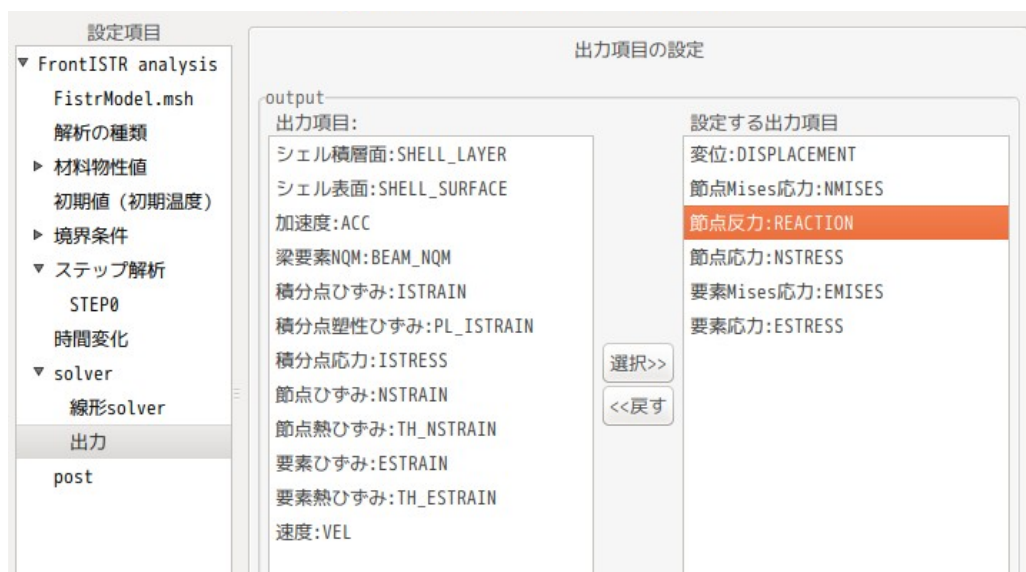 設定項目
▼ FrontISTR analysis
FistrModel.msh
解析の種類
▶ 材料物性値
初期値（初期温度）
▶ 境界条件
▼ ステップ解析
STEP0
時間変化
▼ solver
線形solver
出力
post
出力項目の設定
output
出力項目:
シェル積層面:SHELL_LAYER
シェル表面:SHELL_SURFACE
加速度:ACC
梁要素NQM:BEAM_NQM
積分点ひずみ:ISTRAIN
積分点塑性ひずみ:PL_ISTRAIN
積分点応力:ISTRESS
節点ひずみ:NSTRAIN
節点熱ひずみ:TH_NSTRAIN
要素ひずみ:ESTRAIN
要素熱ひずみ:TH_ESTRAIN
速度:VEL
選択>>
<<戻す
設定する出力項目
変位:DISPLACEMENT
節点Mises応力:NMISES
節点反力:REACTION
節点応力:NSTRESS
要素Mises応力:EMISES
要素応力:ESTRESS